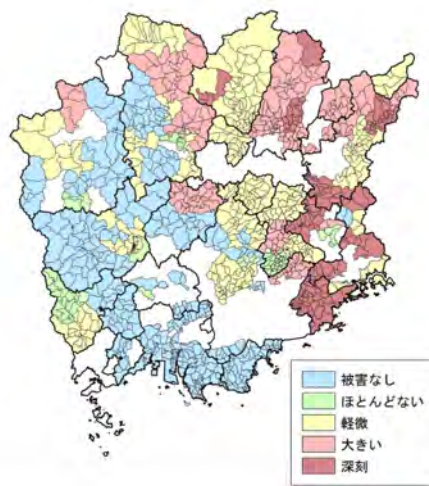 被害なし
ほとんどない
軽微
大きい
深刻